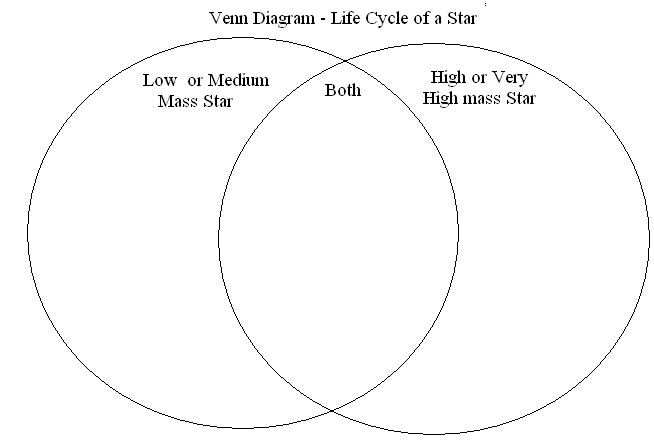 Venn Diagram - Life Cycle of a Star
Low or Medium
Mass Star
Both
High or Very
High mass Star